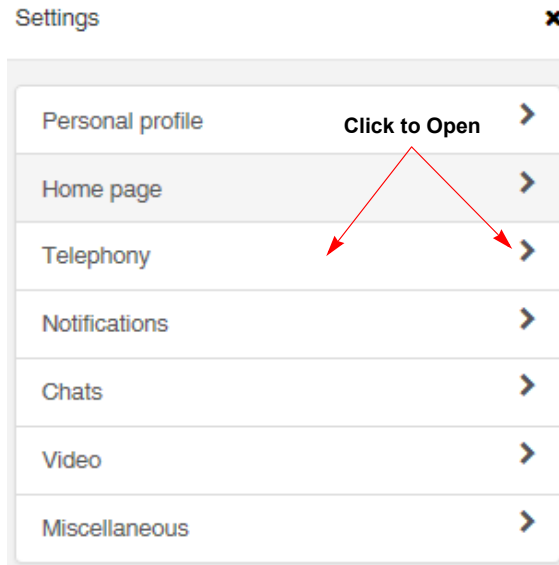 Settings
Personal profile
Click to Open
Home page
Telephony
Notifications
Chats
Video
Miscellaneous